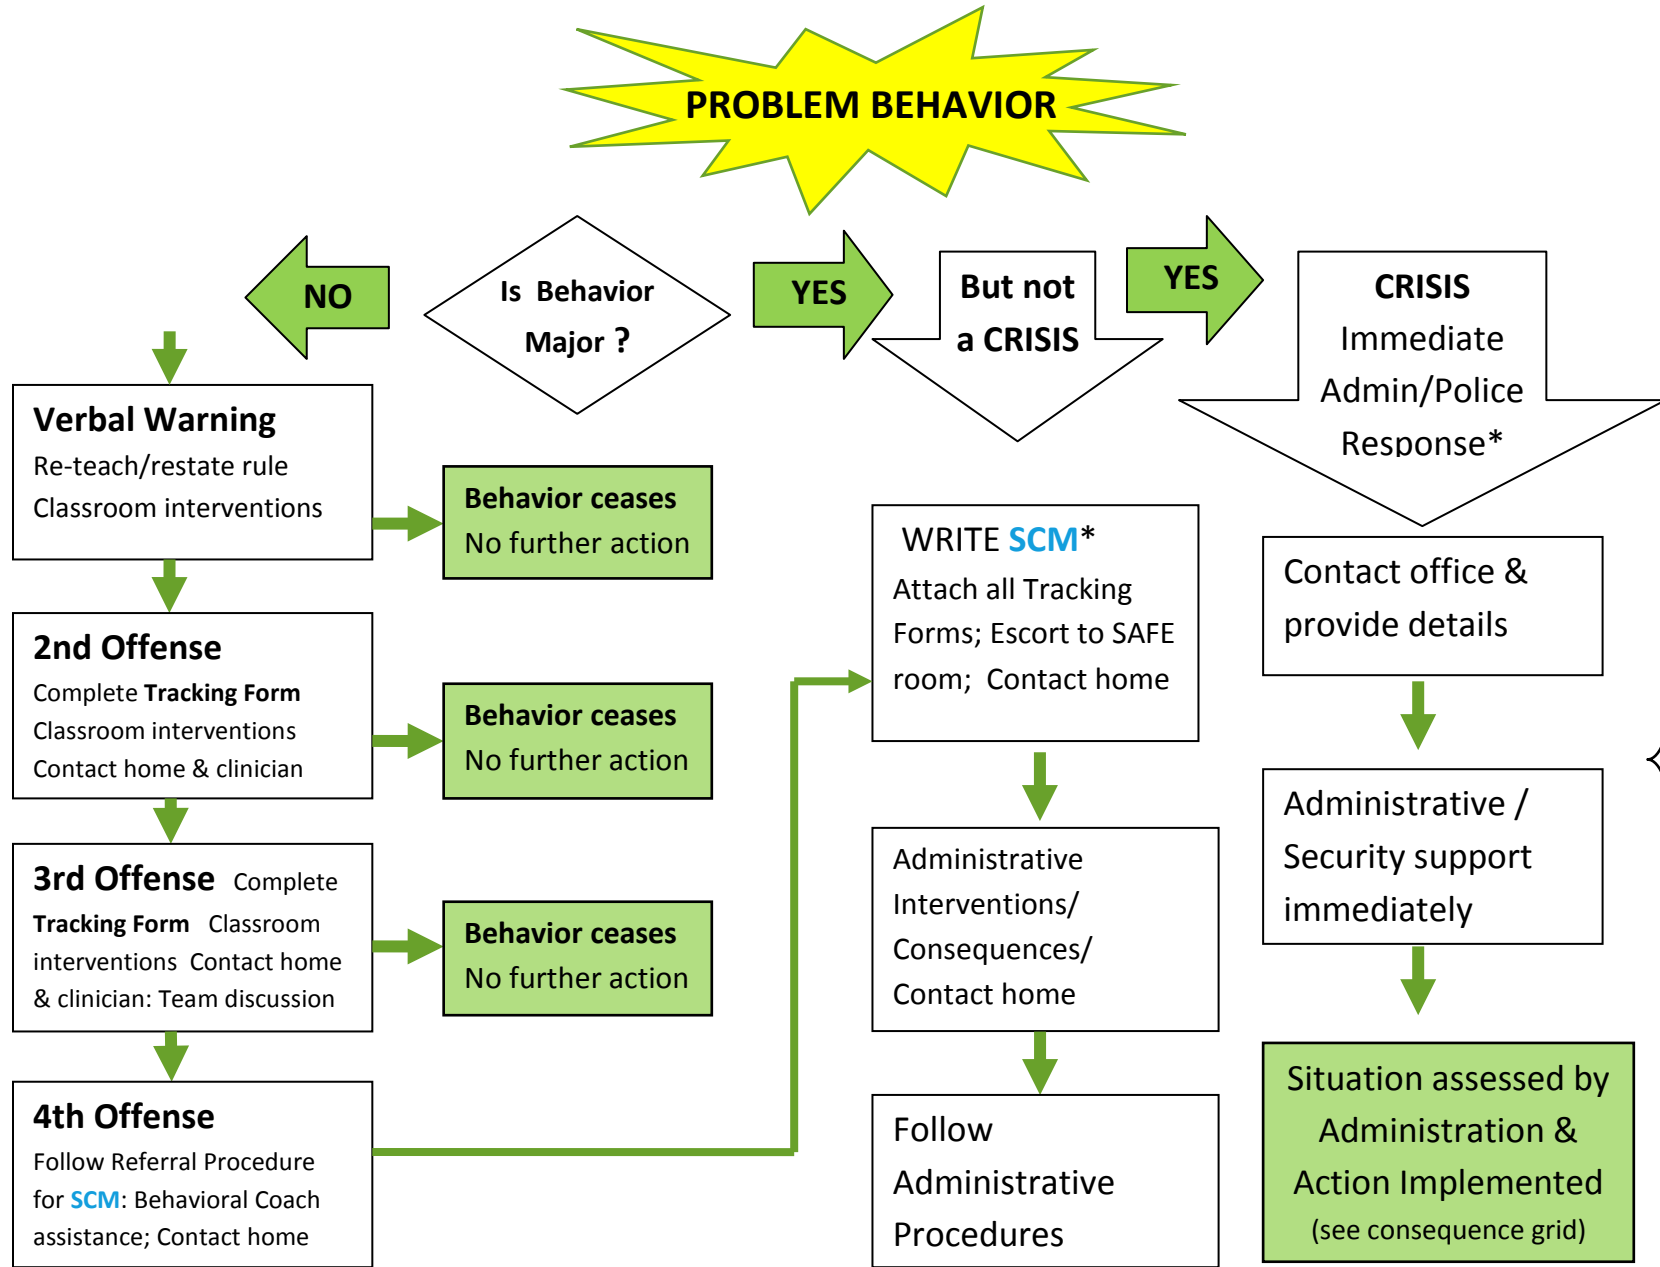 PROBLEM BEHAVIOR
NO
Is Behavior
Major ?
YES
But not
a CRISIS
YES
CRISIS
Immediate
Admin/Police
Response*
Verbal Warning
Re-teach/restate rule
Classroom interventions
Behavior ceases
No further action
2nd Offense
Complete Tracking Form
Classroom interventions
Contact home & clinician
Behavior ceases
No further action
3rd Offense Complete
Tracking Form Classroom
interventions Contact home
& clinician: Team discussion
Behavior ceases
No further action
4th Offense
Follow Referral Procedure
for SCM: Behavioral Coach
assistance; Contact home
WRITE SCM*
Attach all Tracking
Forms; Escort to SAFE
room; Contact home
Administrative
Interventions/
Consequences/
Contact home
Follow
Administrative
Procedures
Contact office &
provide details
Administrative /
Security support
immediately
Situation assessed by
Administration &
Action Implemented
(see consequence grid)